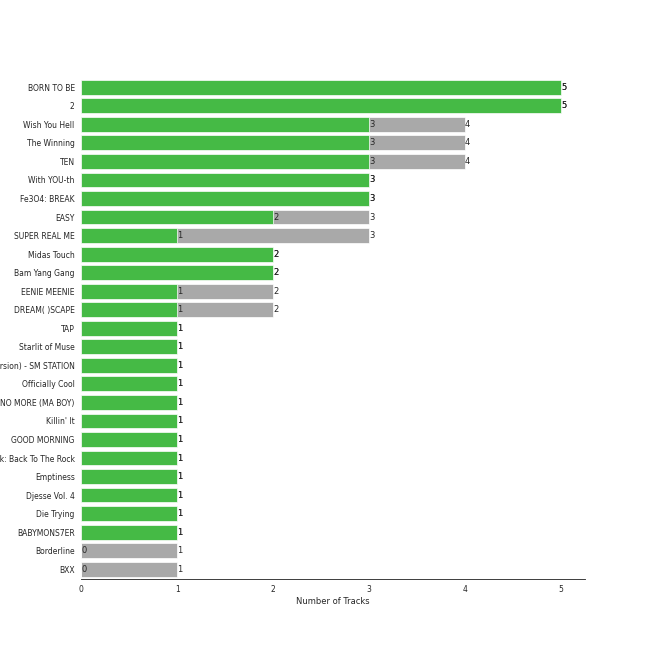 BORN TO BE 5
2 5
Wish You Hell 3 4
The Winning 3 4
TEN 3 4
With YOU-th 3
Fe3O4: BREAK 3
EASY 2 3
SUPER REAL ME 1 3
Midas Touch 2
Bam Yang Gang 2
EENIE MEENIE 1 2
DREAM( )SCAPE 1 2
TAP 1
Starlit of Muse 1
rsion) - SM STATION 1
Officially Cool 1
NO MORE (MA BOY) 1
Killin' It 1
GOOD MORNING 1
k: Back To The Rock 1
Emptiness 1
Djesse Vol. 4 1
Die Trying 1
BABYMONS7ER 1
Borderline 0 1
BXX 0 1
0 1 2 3 4 5
Number of Tracks